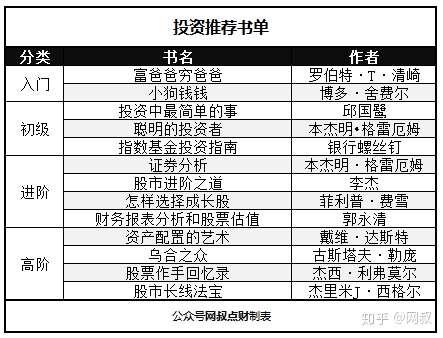 投资推荐书单
分类 书名 作者
入门 富爸爸穷爸爸 罗伯特·T·清崎
小狗钱钱 博多·舍费尔
初级 投资中最简单的事 邱国鹭
聪明的投资者 本杰明•格雷厄姆
指数基金投资指南 银行螺丝钉
进阶 证券分析 本杰明·格雷厄姆
股市进阶之道 李杰
怎样选择成长股 菲利普·费雪
财务报表分析和股票估值 郭永清
高阶 资产配置的艺术 戴维·达斯特
乌合之众 古斯塔夫·勒庞
股票作手回忆录 杰西·利弗莫尔
股市长线法宝 杰里米J·西格尔
公众号网叔点财制表
知乎 @网叔